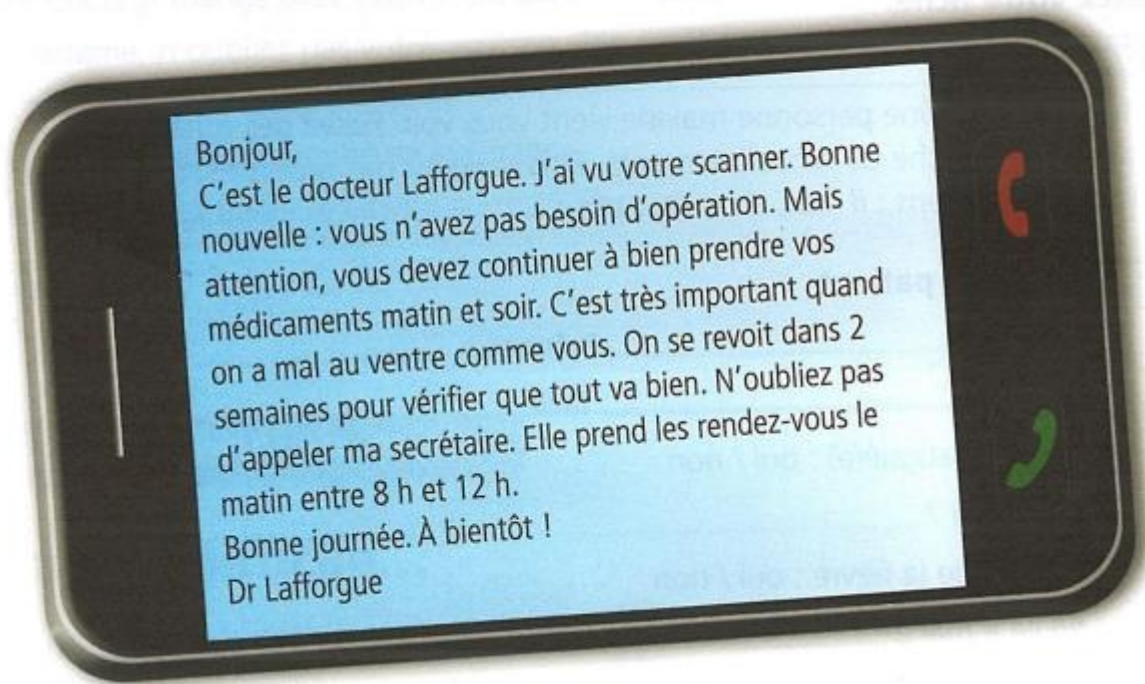 Bonjour,
C'est le docteur Lafforgue. J'ai vu votre scanner. Bonne
nouvelle : vous n'avez pas besoin d'opération. Mais
attention, vous devez continuer à bien prendre vos
médicaments matin et soir. C'est très important quand
on a mal au ventre comme vous. On se revoit dans 2
semaines pour vérifier que tout va bien. N'oubliez pas
d'appeler ma secrétaire. Elle prend les rendez-vous le
matin entre 8 h et 12 h.
Bonne journée. À bientôt !
Dr Lafforgue